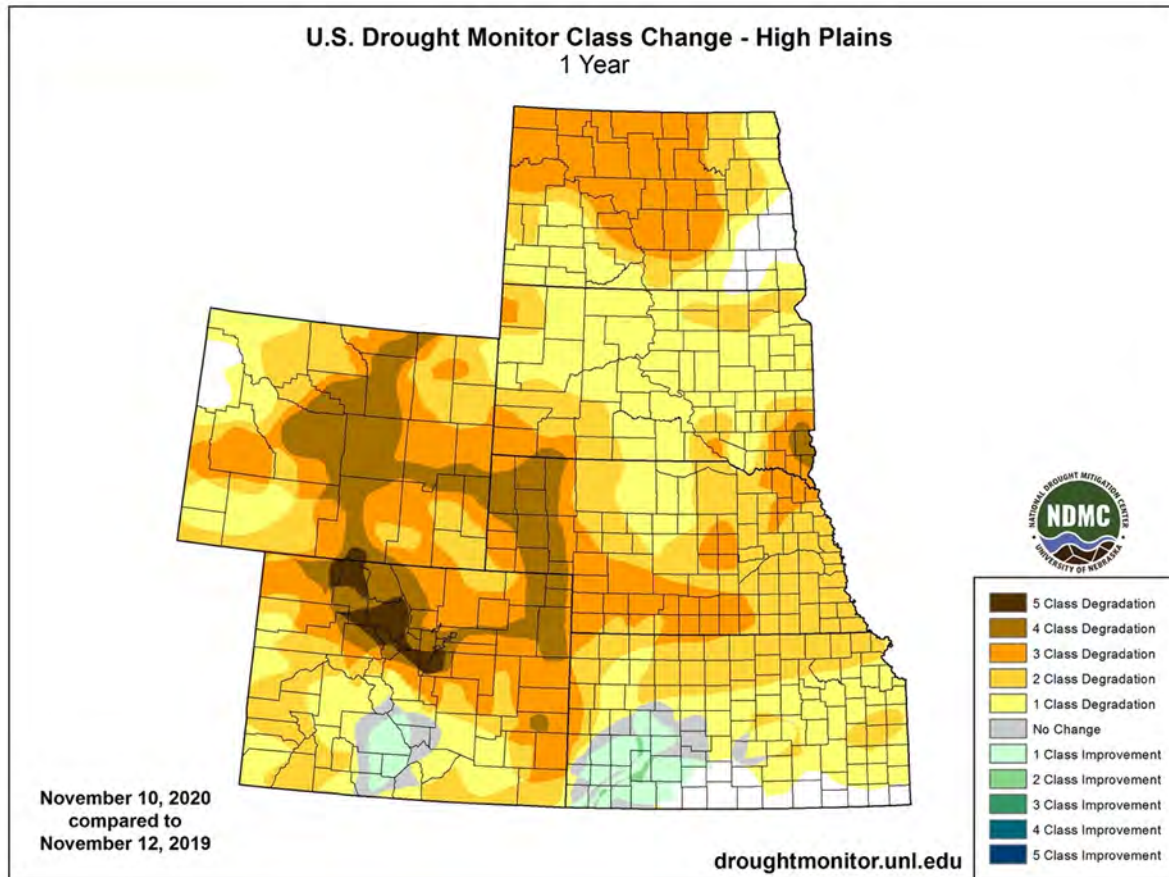 U.S. Drought Monitor Class Change - High Plains
1 Year
NATIONAL DROUGHT MITIGATION CENTER
NDMC
UNIVERSITY OF NEBRASKA
5 Class Degradation
4 Class Degradation
3 Class Degradation
2 Class Degradation
1 Class Degradation
No Change
1 Class Improvement
2 Class Improvement
3 Class Improvement
4 Class Improvement
5 Class Improvement
November 10, 2020
compared to
November 12, 2019
droughtmonitor.unl.edu